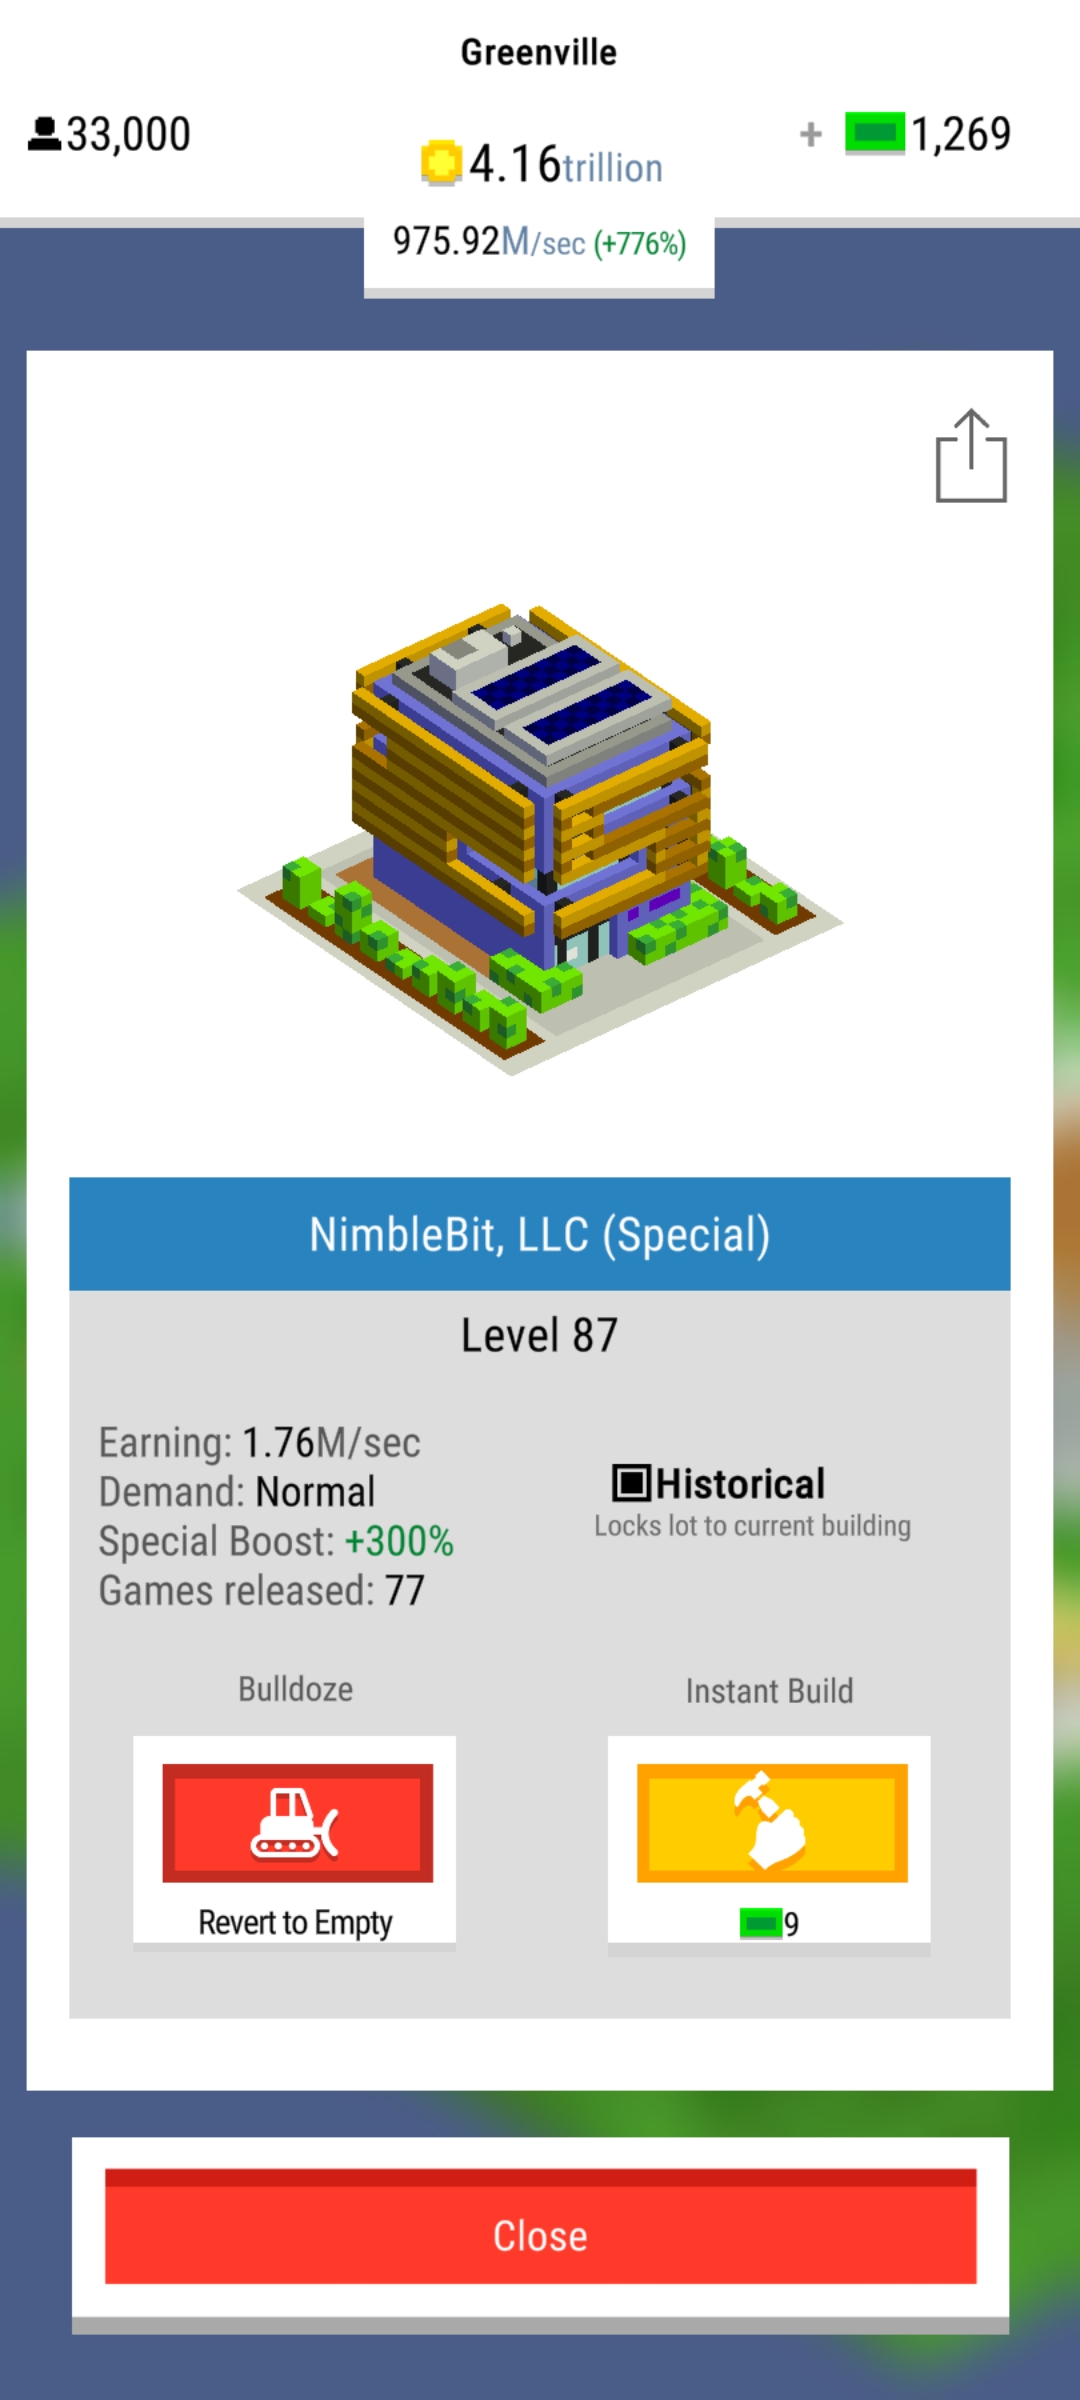 Greenville
33,000
4.16trillion
+ 1,269
975.92M/sec (+776%)
NimbleBit, LLC (Special)
Level 87
Earning: 1.76M/sec
Demand: Normal
Special Boost: +300%
Games released: 77
Historical
Locks lot to current building
Bulldoze
Instant Build
Revert to Empty
9
Close